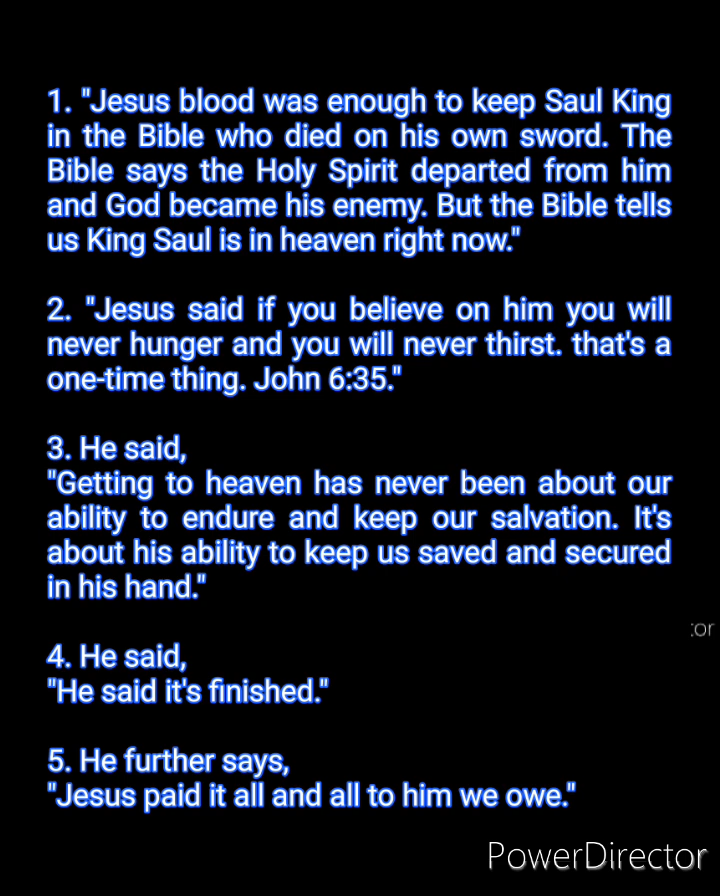 1. "Jesus blood was enough to keep Saul King
in the Bible who died on his own sword. The
Bible says the Holy Spirit departed from him
and God became his enemy. But the Bible tells
us King Saul is in heaven right now."
2. "Jesus said if you believe on him you will
never hunger and you will never thirst. that's a
one-time thing. John 6:35."
3. He said,
"Getting to heaven has never been about our
ability to endure and keep our salvation. It's
about his ability to keep us saved and secured
in his hand."
:or
4. He said,
"He said it's finished."
5. He further says,
"Jesus paid it all and all to him we owe."
PowerDirector